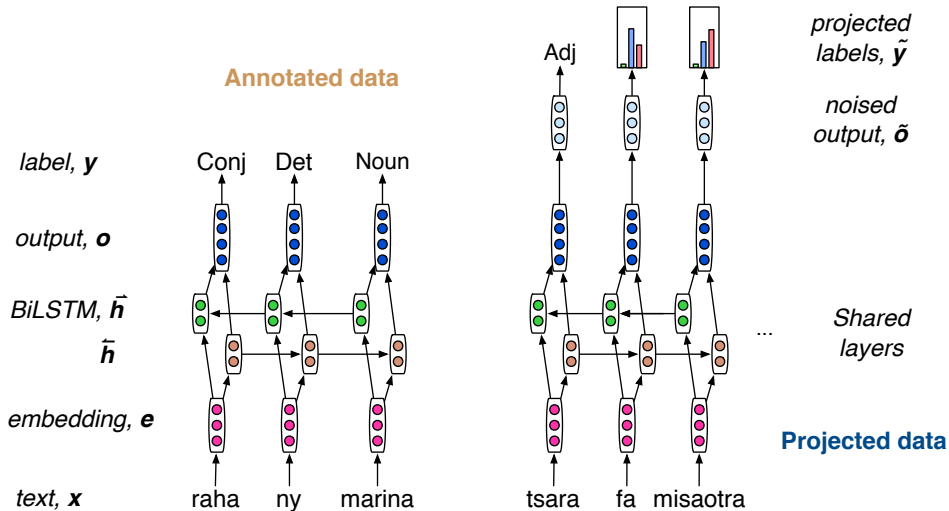 projected
labels, ỹ
Adj
Annotated data
noised
output, õ
label, y
Conj Det Noun
output, o
BiLSTM, h⃗
h⃖
... Shared
layers
embedding, e
Projected data
text, x
raha ny marina
tsara fa misaotra